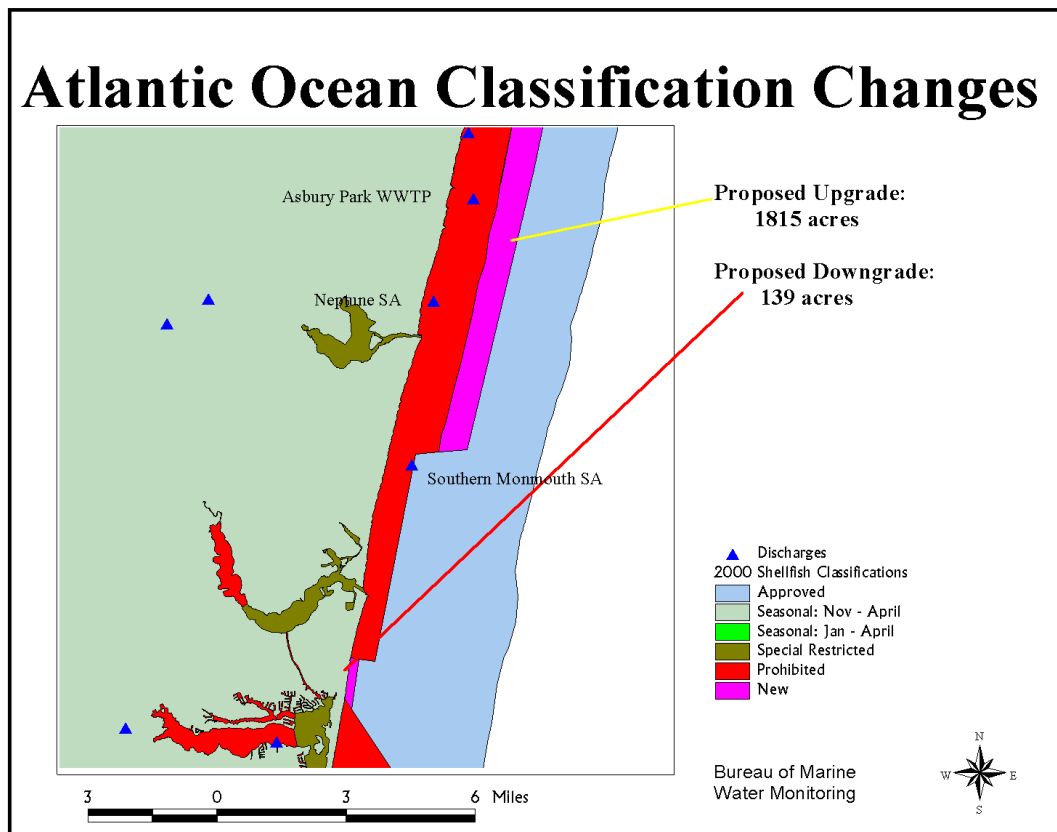 Atlantic Ocean Classification Changes
Asbury Park WWTP
Neptune SA
Southern Monmouth SA
Proposed Upgrade:
1815 acres
Proposed Downgrade:
139 acres
Discharges
2000 Shellfish Classifications
Approved
Seasonal: Nov - April
Seasonal: Jan - April
Special Restricted
Prohibited
New
3 0 3 6 Miles
Bureau of Marine
Water Monitoring
N
W E
S